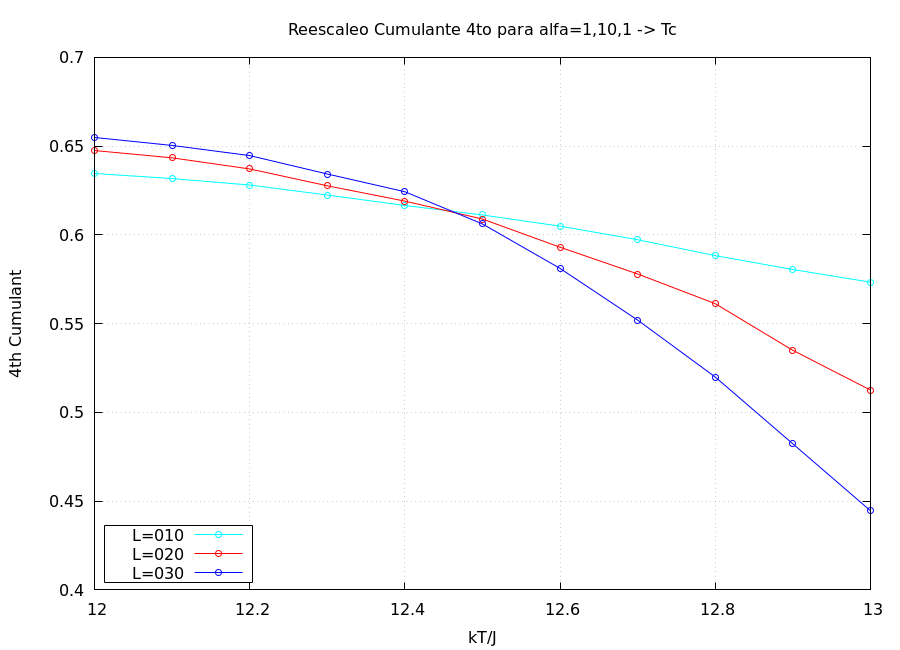 Reescaleo Cumulante 4to para alfa=1,10,1 -> Tc
0.7
0.65
0.6
0.55
0.5
0.45
0.4
4th Cumulant
L=010
L=020
L=030
12 12.2 12.4 12.6 12.8 13
kT/J